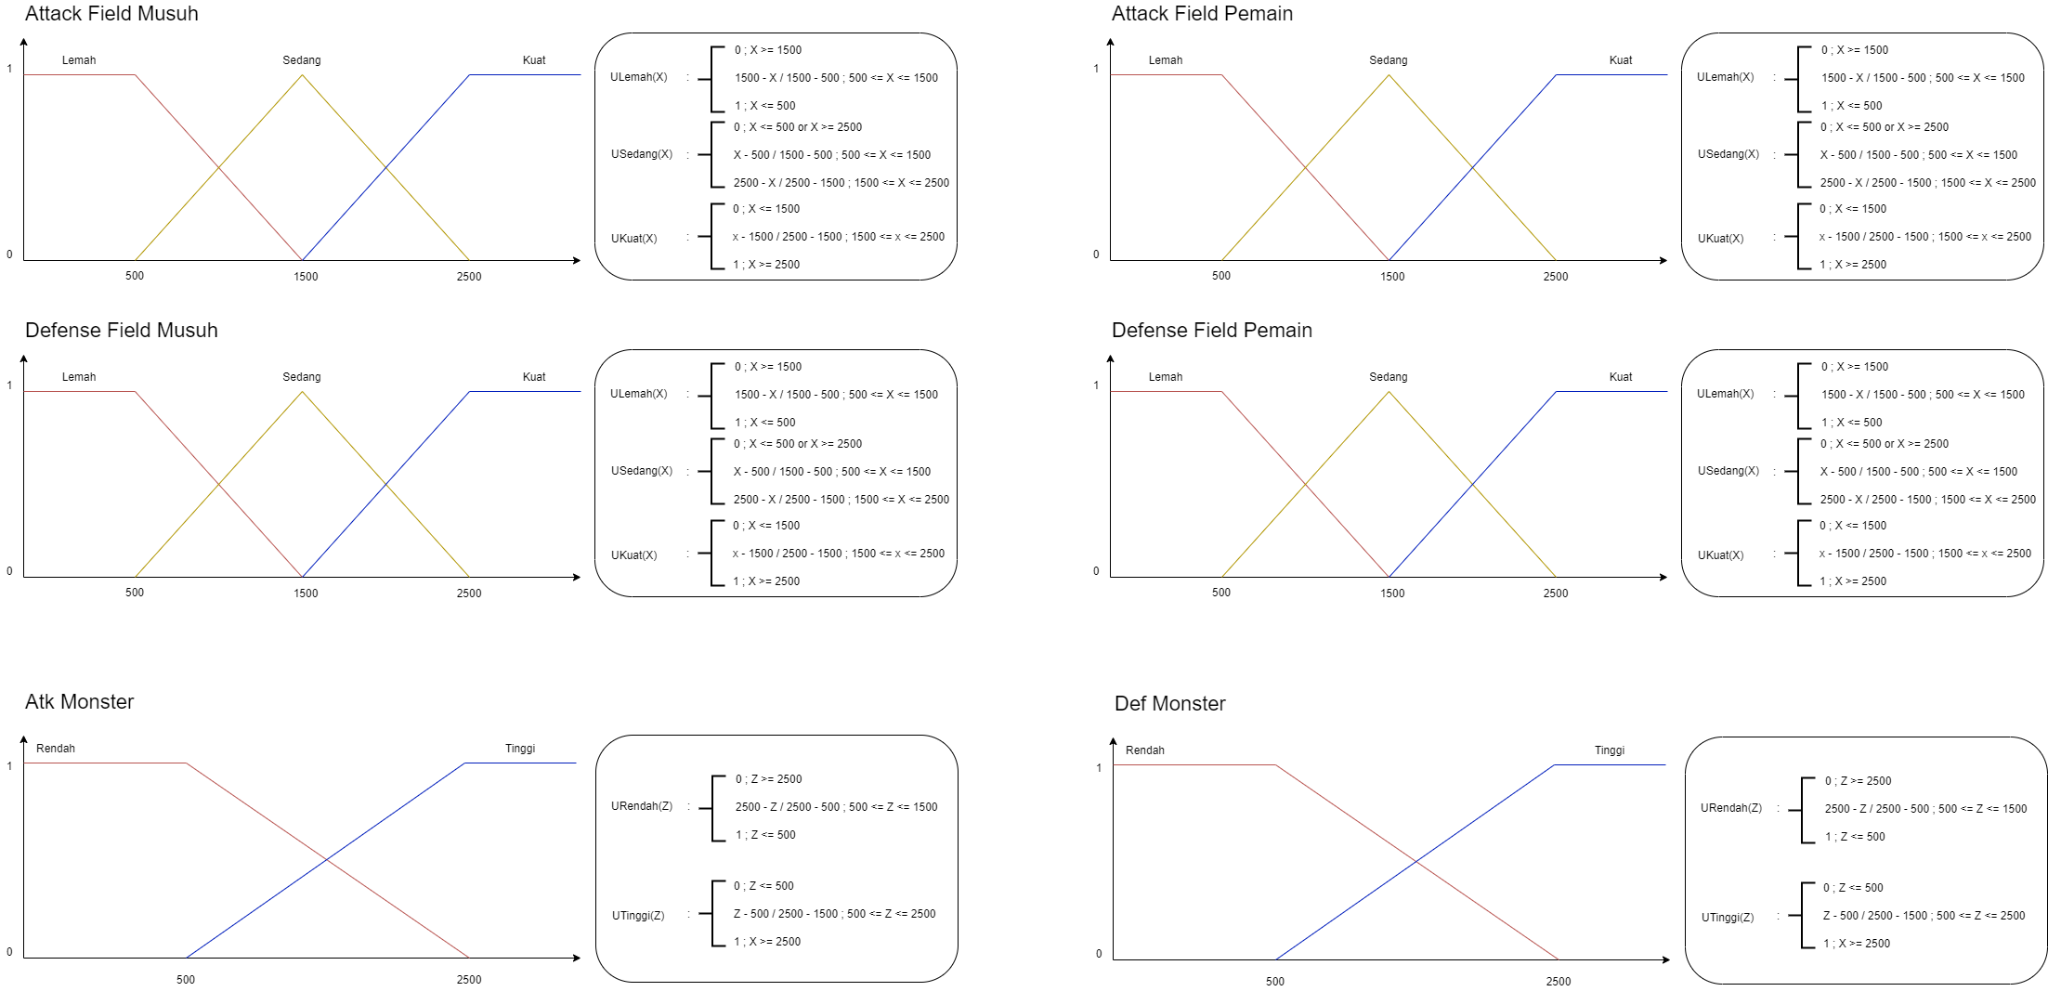 Attack Field Musuh
1
Lemah
Sedang
Kuat
0
500
1500
2500
ULemah(X) :
0 ; X >= 1500
1500 - X / 1500 - 500 ; 500 <= X <= 1500
1 ; X <= 500
USedang(X) :
0 ; X <= 500 or X >= 2500
X - 500 / 1500 - 500 ; 500 <= X <= 1500
2500 - X / 2500 - 1500 ; 1500 <= X <= 2500
UKuat(X) :
0 ; X <= 1500
x - 1500 / 2500 - 1500 ; 1500 <= x <= 2500
1 ; X >= 2500
Attack Field Pemain
1
Lemah
Sedang
Kuat
0
500
1500
2500
ULemah(X) :
0 ; X >= 1500
1500 - X / 1500 - 500 ; 500 <= X <= 1500
1 ; X <= 500
USedang(X) :
0 ; X <= 500 or X >= 2500
X - 500 / 1500 - 500 ; 500 <= X <= 1500
2500 - X / 2500 - 1500 ; 1500 <= X <= 2500
UKuat(X) :
0 ; X <= 1500
x - 1500 / 2500 - 1500 ; 1500 <= x <= 2500
1 ; X >= 2500
Defense Field Musuh
1
Lemah
Sedang
Kuat
0
500
1500
2500
ULemah(X) :
0 ; X >= 1500
1500 - X / 1500 - 500 ; 500 <= X <= 1500
1 ; X <= 500
USedang(X) :
0 ; X <= 500 or X >= 2500
X - 500 / 1500 - 500 ; 500 <= X <= 1500
2500 - X / 2500 - 1500 ; 1500 <= X <= 2500
UKuat(X) :
0 ; X <= 1500
x - 1500 / 2500 - 1500 ; 1500 <= x <= 2500
1 ; X >= 2500
Defense Field Pemain
1
Lemah
Sedang
Kuat
0
500
1500
2500
ULemah(X) :
0 ; X >= 1500
1500 - X / 1500 - 500 ; 500 <= X <= 1500
1 ; X <= 500
USedang(X) :
0 ; X <= 500 or X >= 2500
X - 500 / 1500 - 500 ; 500 <= X <= 1500
2500 - X / 2500 - 1500 ; 1500 <= X <= 2500
UKuat(X) :
0 ; X <= 1500
x - 1500 / 2500 - 1500 ; 1500 <= x <= 2500
1 ; X >= 2500
Atk Monster
1
Rendah
Tinggi
0
500
2500
URendah(Z) :
0 ; Z >= 2500
2500 - Z / 2500 - 500 ; 500 <= Z <= 1500
1 ; Z <= 500
UTinggi(Z) :
0 ; Z <= 500
Z - 500 / 2500 - 1500 ; 500 <= Z <= 2500
1 ; X >= 2500
Def Monster
1
Rendah
Tinggi
0
500
2500
URendah(Z) :
0 ; Z >= 2500
2500 - Z / 2500 - 500 ; 500 <= Z <= 1500
1 ; Z <= 500
UTinggi(Z) :
0 ; Z <= 500
Z - 500 / 2500 - 1500 ; 500 <= Z <= 2500
1 ; X >= 2500